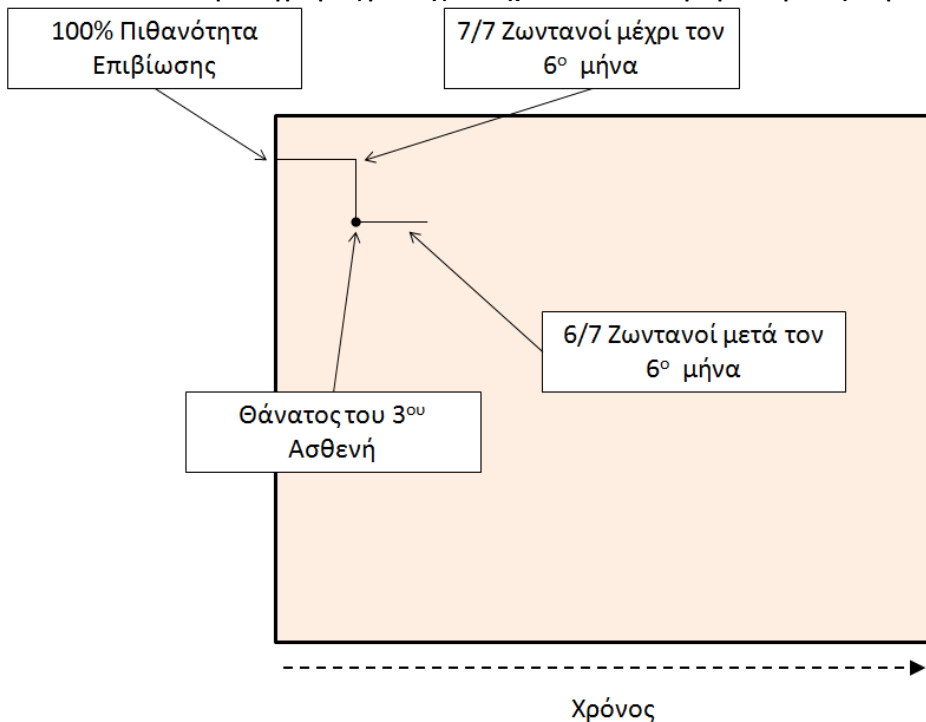 100% Πιθανότητα
Επιβίωσης
7/7 Ζωντανοί μέχρι τον
6ο μήνα
6/7 Ζωντανοί μετά τον
6ο μήνα
Θάνατος του 3ου
Ασθενή
Χρόνος